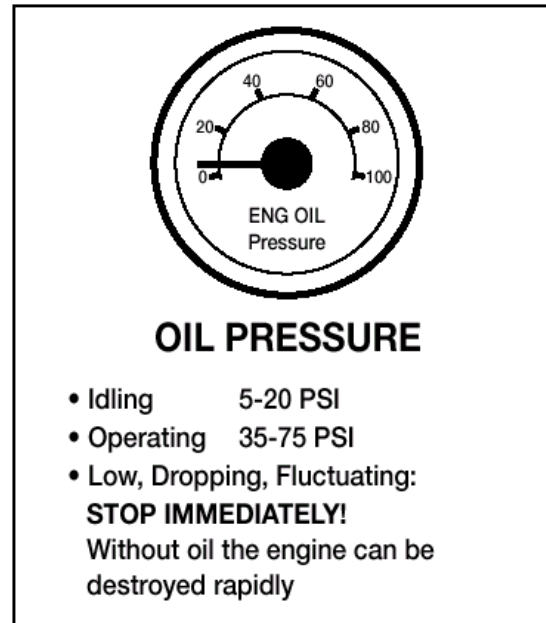 40 60
20 80
0 100
ENG OIL
Pressure
OIL PRESSURE
• Idling 5-20 PSI
• Operating 35-75 PSI
• Low, Dropping, Fluctuating:
STOP IMMEDIATELY!
Without oil the engine can be
destroyed rapidly